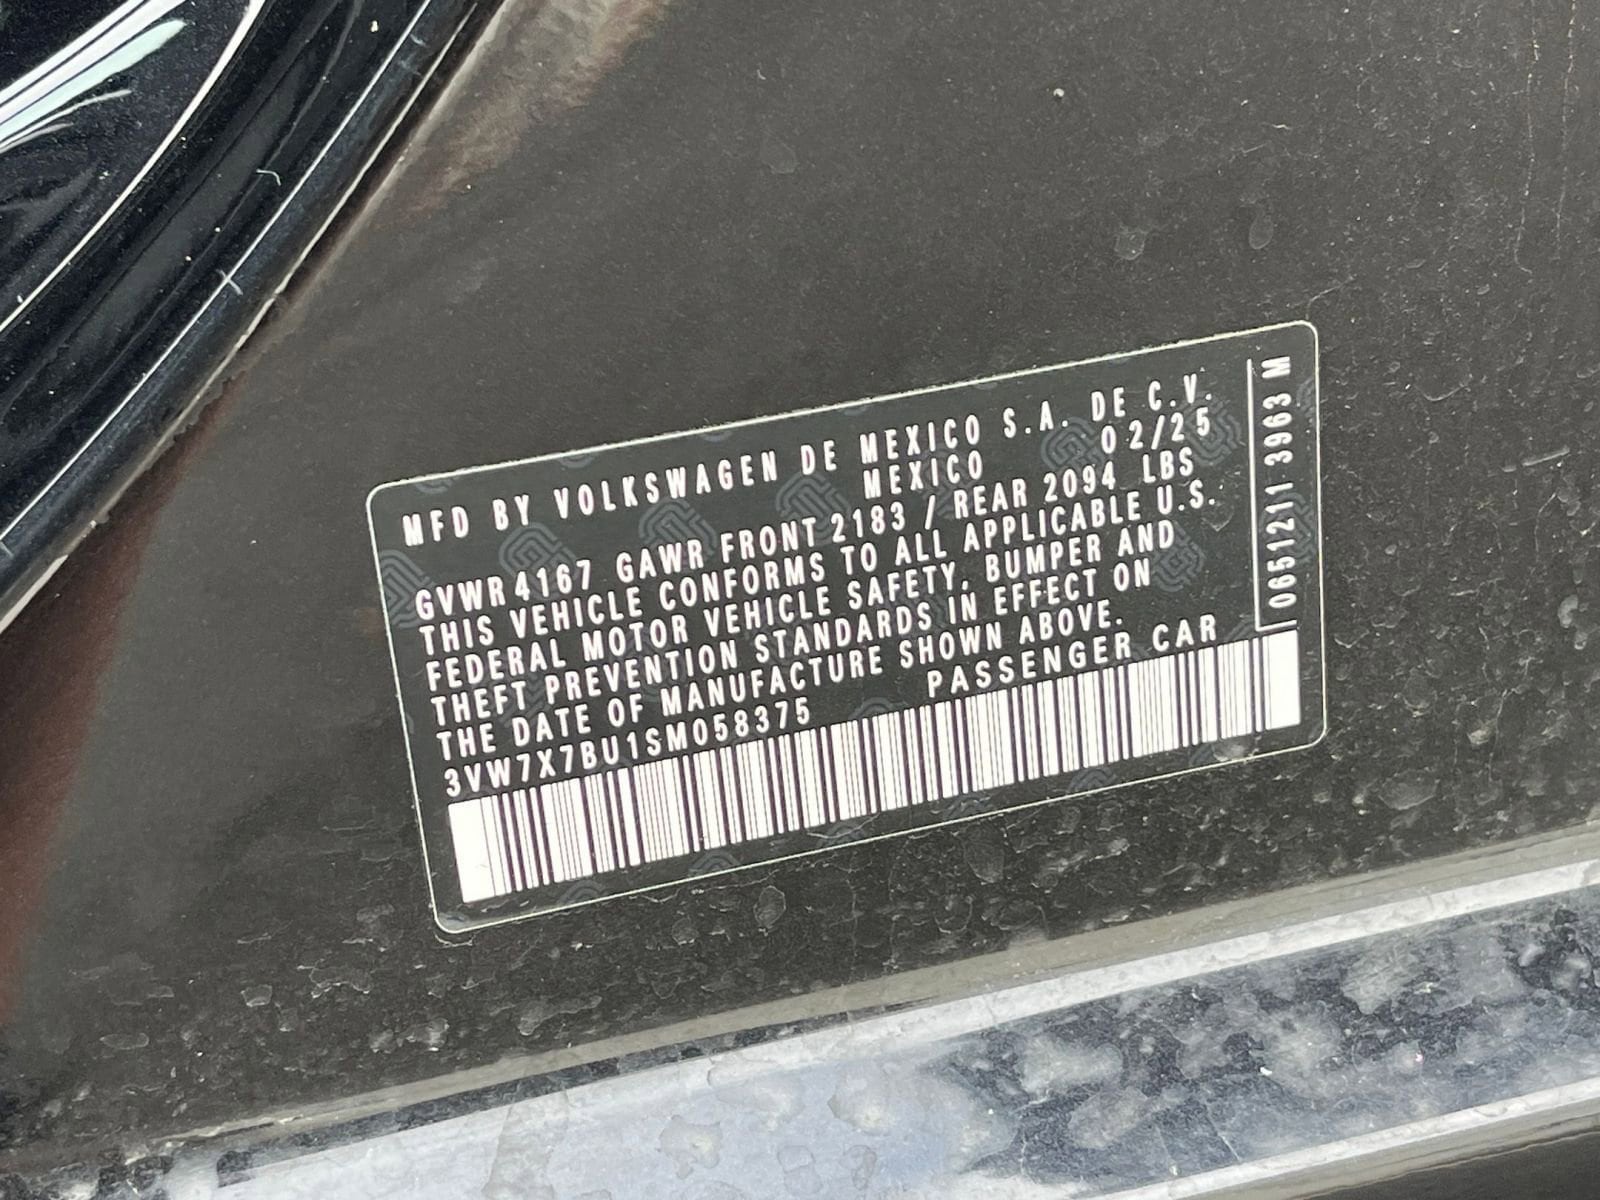 MFD BY VOLKSWAGEN DE MEXICO S.A. DE C.V.
MEXICO 02/25
GVWR 4167 GAWR FRONT 2183 / REAR 2094 LBS
THIS VEHICLE CONFORMS TO ALL APPLICABLE U.S.
FEDERAL MOTOR VEHICLE SAFETY, BUMPER AND
THEFT PREVENTION STANDARDS IN EFFECT ON
THE DATE OF MANUFACTURE SHOWN ABOVE.
3VW7X7BU1SM058375 PASSENGER CAR
0651211 3963 M